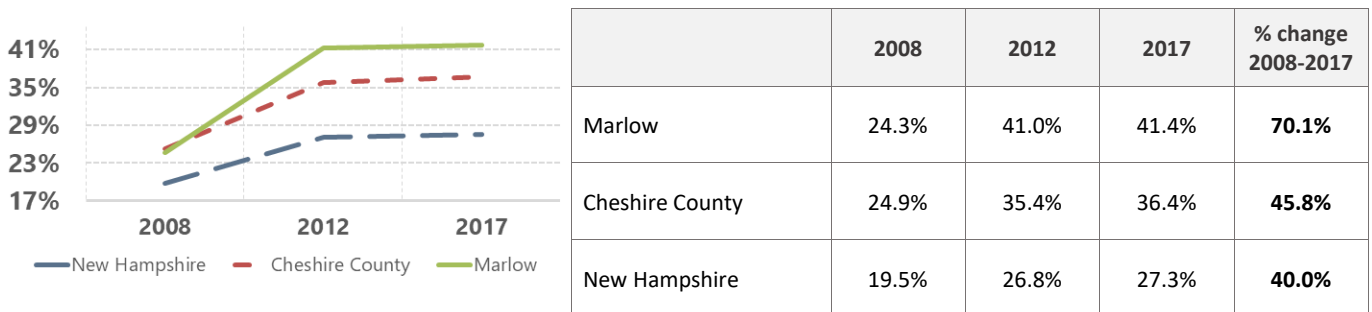 41%
35%
29%
23%
17%
2008 2012 2017
New Hampshire Cheshire County Marlow
2008 2012 2017 % change
2008-2017
Marlow 24.3% 41.0% 41.4% 70.1%
Cheshire County 24.9% 35.4% 36.4% 45.8%
New Hampshire 19.5% 26.8% 27.3% 40.0%